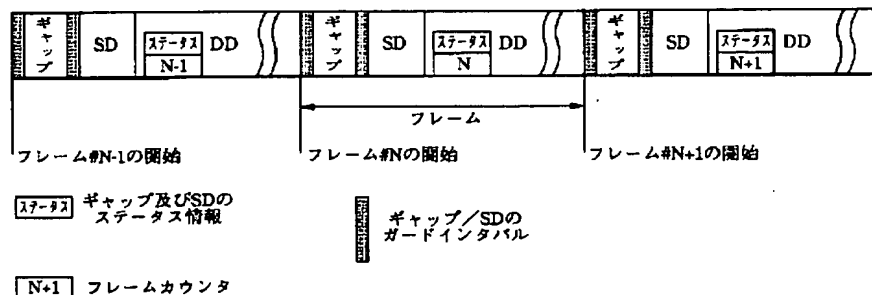 ギャップ
SD
ステータス
N-1
DD
ギャップ
SD
ステータス
N
DD
ギャップ
SD
ステータス
N+1
DD
フレーム
フレーム#N-1の開始
フレーム#Nの開始
フレーム#N+1の開始
ステータス
ギャップ及びSDの
ステータス情報
ギャップ/SDの
ガードインタバル
N+1
フレームカウンタ